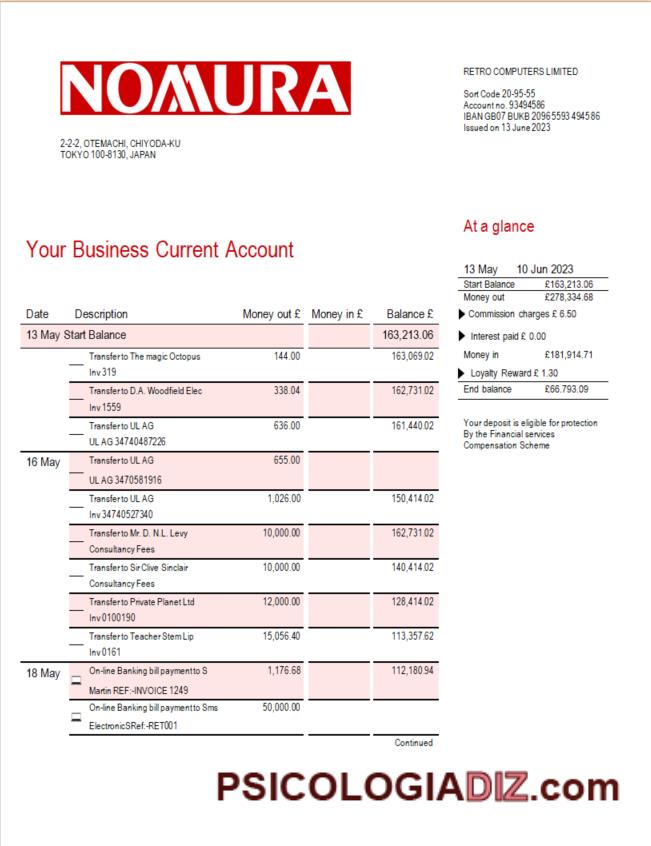 NOMURA
2-2-2, OTEMACHI, CHIYODA-KU
TOKYO 100-8130, JAPAN
RETRO COMPUTERS LIMITED
Sort Code 20-95-55
Account no. 93494586
IBAN GB07 BUKB 2096 5593 4945 86
Issued on 13 June 2023
Your Business Current Account
At a glance
13 May 10 Jun 2023
Start Balance £163,213.06
Money out £278,334.68
Commission charges £ 6.50
Interest paid £ 0.00
Money in £181,914.71
Loyalty Reward £ 1.30
End balance £66.793.09
Your deposit is eligible for protection
By the Financial services
Compensation Scheme
Date Description Money out £ Money in £ Balance £
13 May Start Balance 163,213.06
Transfer to The magic Octopus 144.00 163,069.02
Inv 319
Transfer to D.A. Woodfield Elec 338.04 162,731.02
Inv 1559
Transfer to UL AG 636.00 161,440.02
UL AG 34740487226
16 May Transfer to UL AG 655.00
UL AG 3470581916
Transfer to UL AG 1,026.00 150,414.02
Inv 34740527340
Transfer to Mr. D. N.L. Levy 10,000.00 162,731.02
Consultancy Fees
Transfer to Sir Clive Sinclair 10,000.00 140,414.02
Consultancy Fees
Transfer to Private Planet Ltd 12,000.00 128,414.02
Inv 0100190
Transfer to Teacher Stem Lip 15,056.40 113,357.62
Inv 0161
18 May On-line Banking bill payment to S 1,176.68 112,180.94
Martin REF:-INVOICE 1249
On-line Banking bill payment to Sms 50,000.00
ElectronicSRef:-RET001
Continued
PSICOLOGIADIZ.com